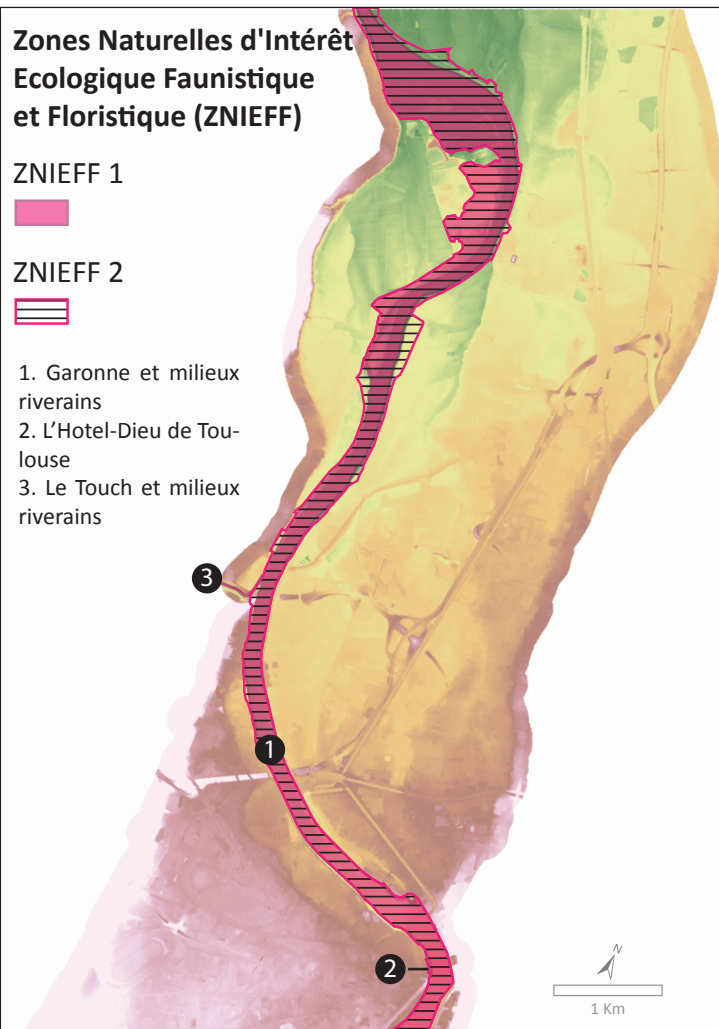 Zones Naturelles d'Intérêt
Ecologique Faunistique
et Floristique (ZNIEFF)
ZNIEFF 1
ZNIEFF 2
1. Garonne et milieux
riverains
2. L’Hotel-Dieu de Tou-
louse
3. Le Touch et milieux
riverains
3
1
2
N
1 Km